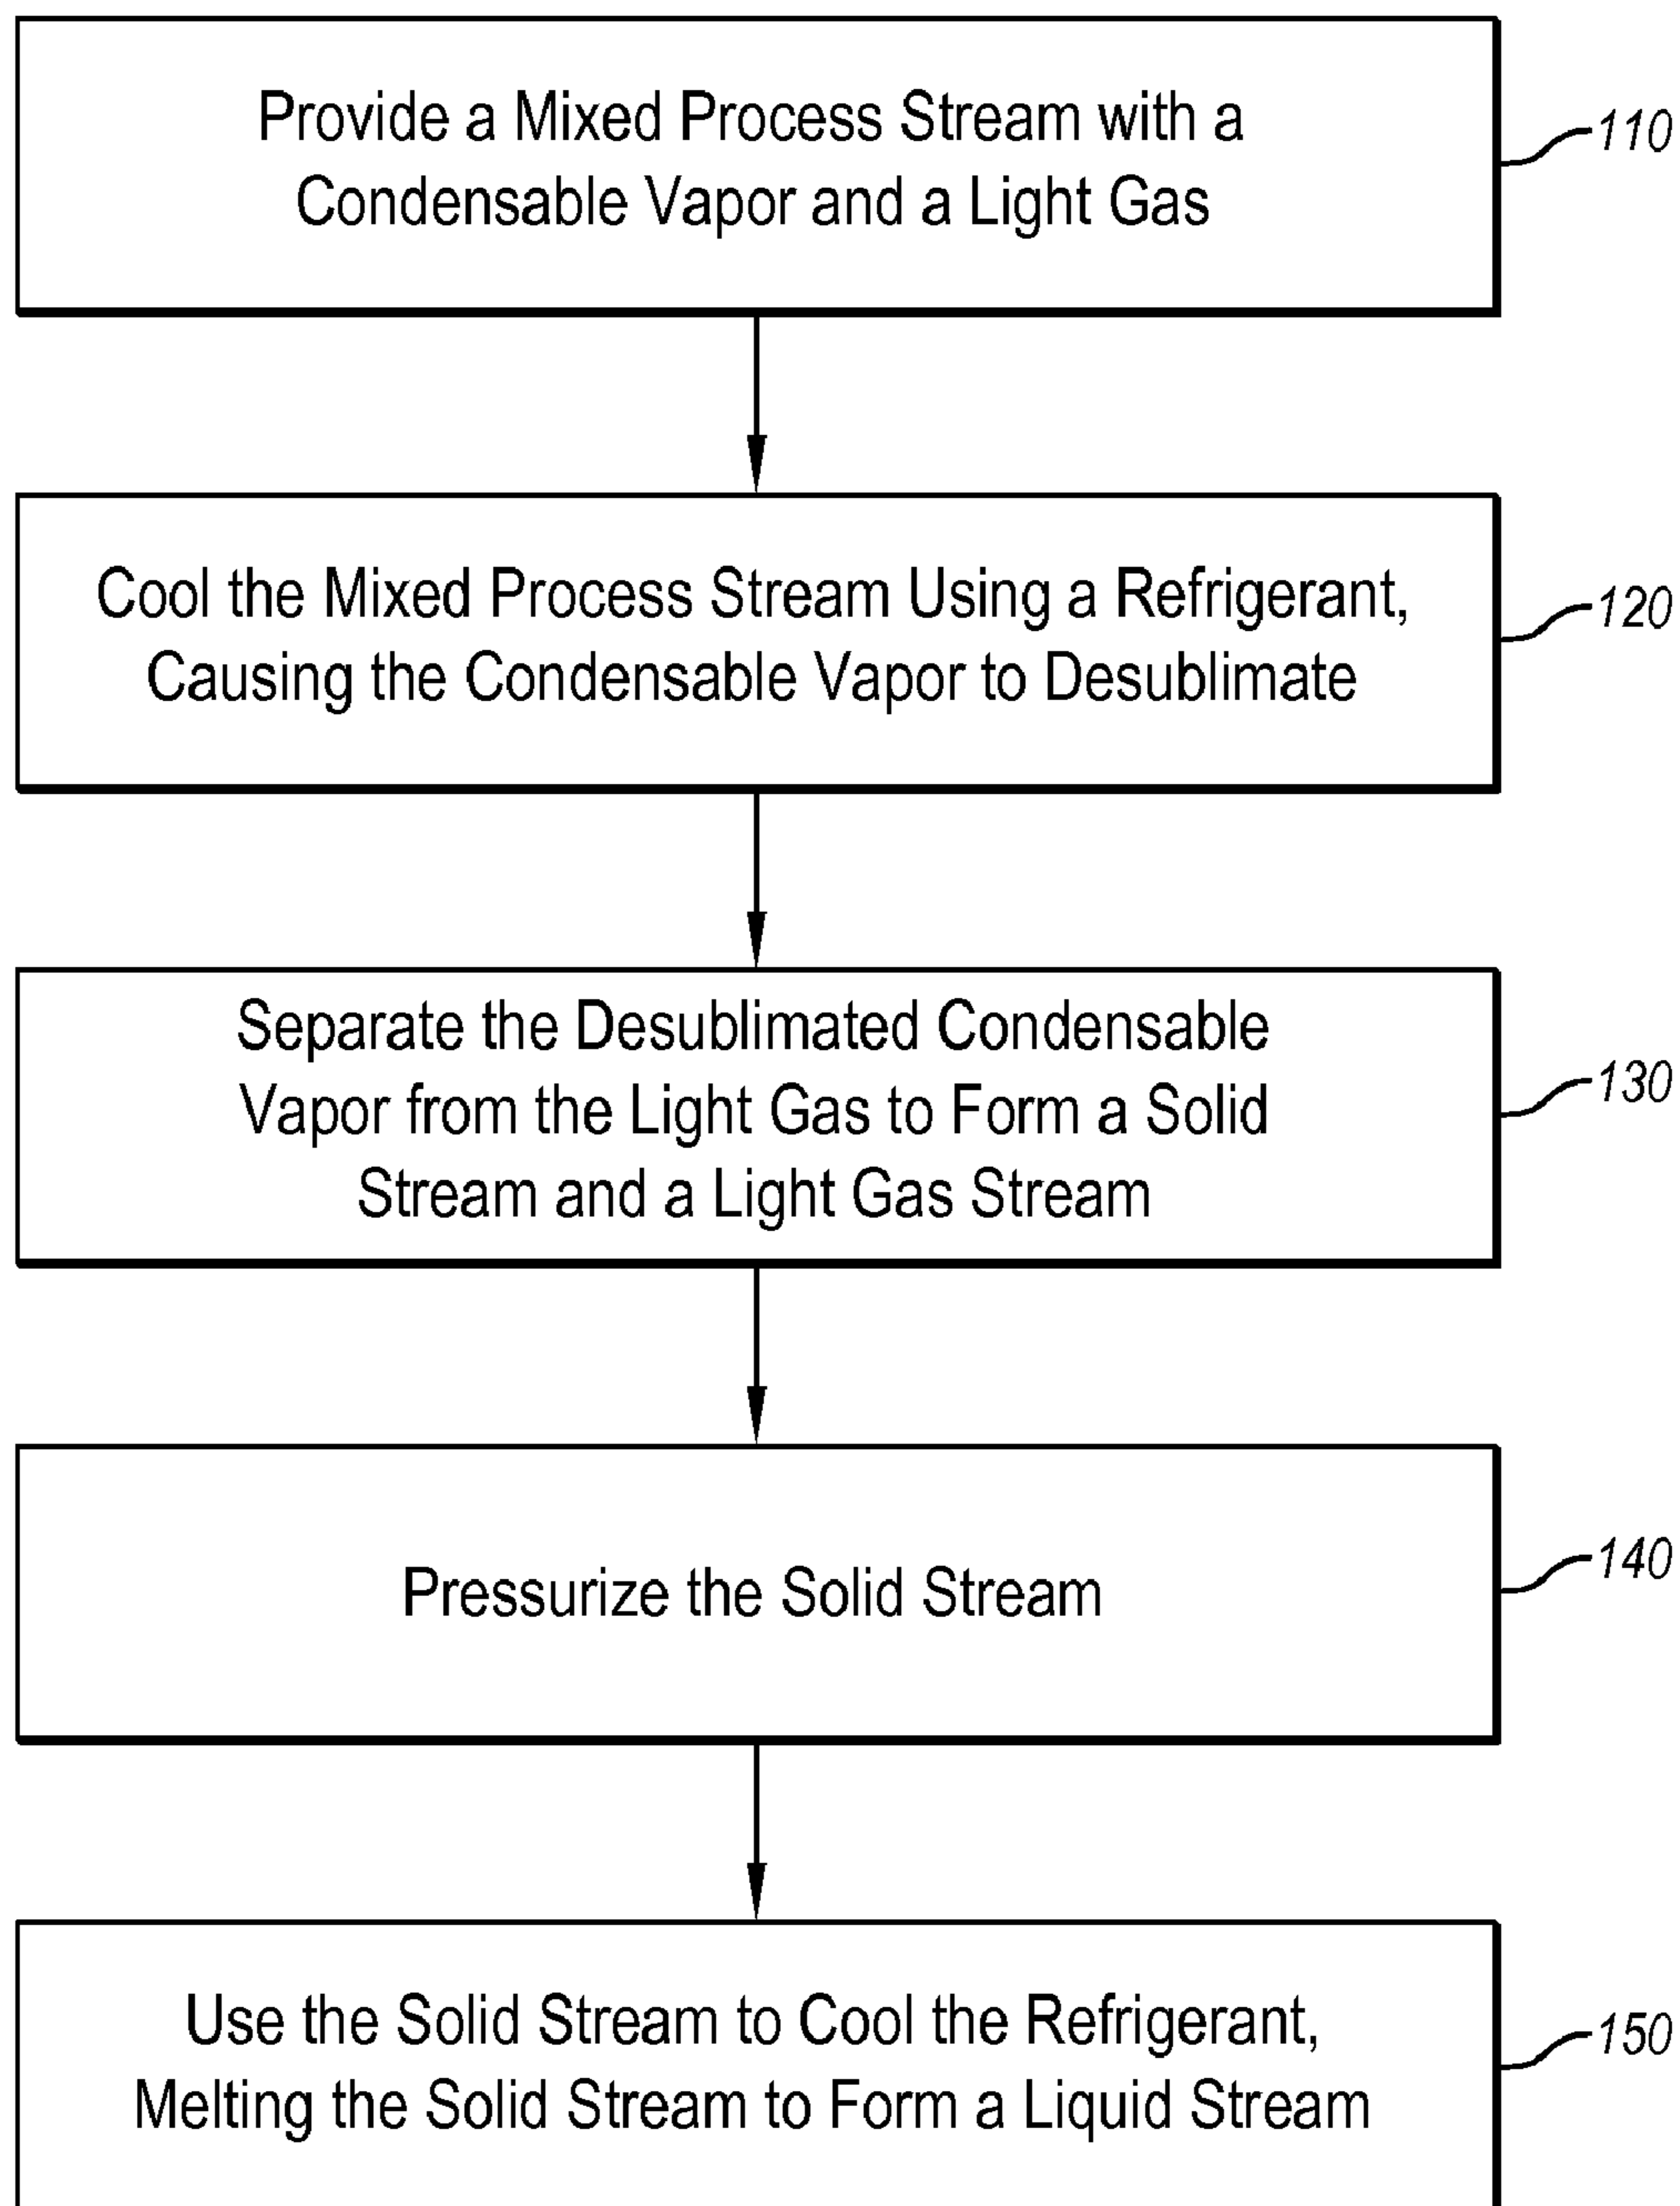 Provide a Mixed Process Stream with a
Condensable Vapor and a Light Gas
110
Cool the Mixed Process Stream Using a Refrigerant,
Causing the Condensable Vapor to Desublimate
120
Separate the Desublimated Condensable
Vapor from the Light Gas to Form a Solid
Stream and a Light Gas Stream
130
Pressurize the Solid Stream
140
Use the Solid Stream to Cool the Refrigerant,
Melting the Solid Stream to Form a Liquid Stream
150